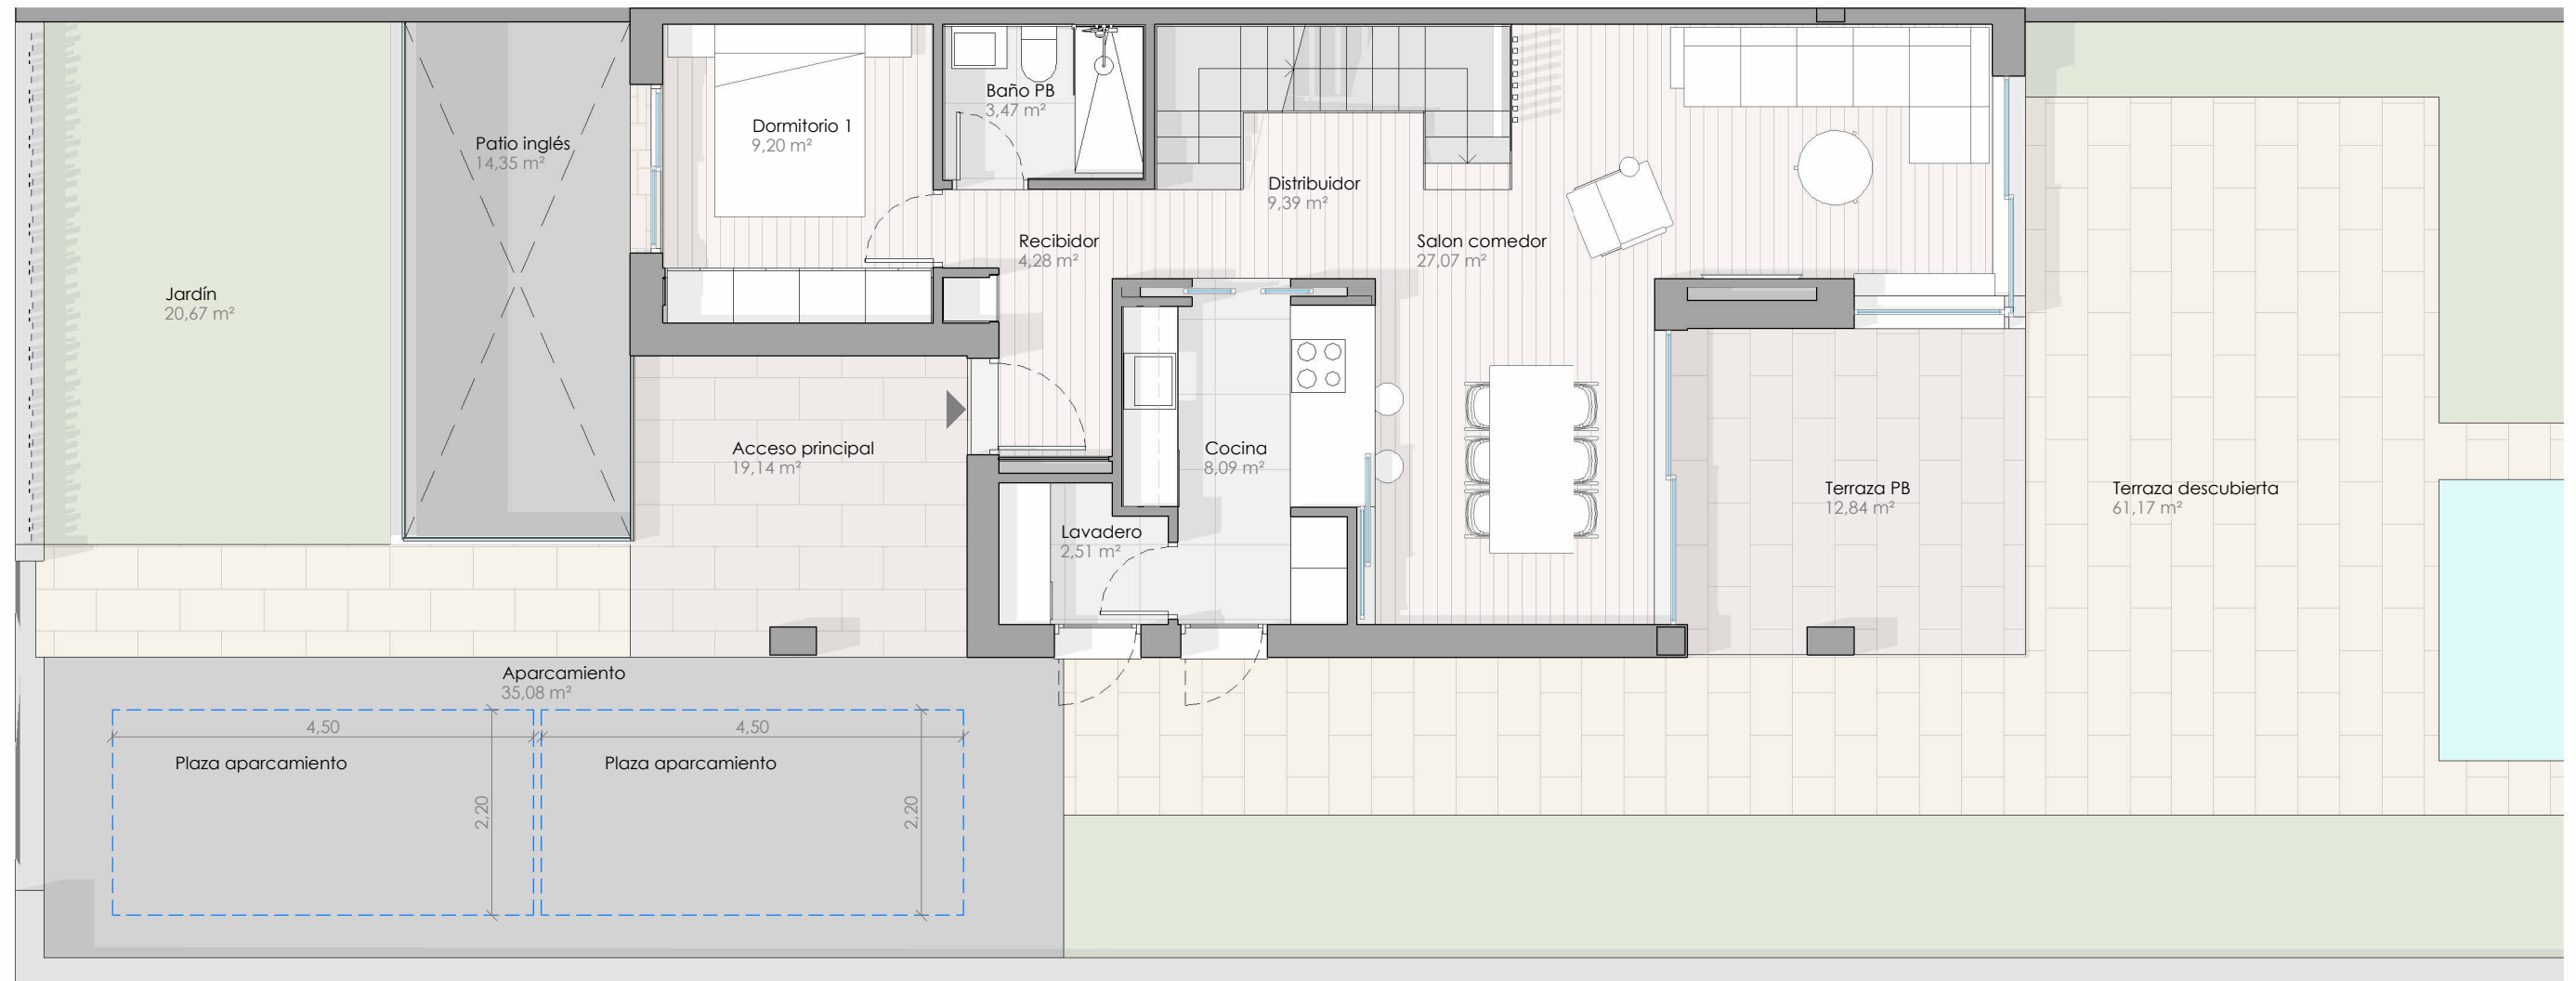 Baño PB
3,47 m²
Dormitorio 1
9,20 m²
Patio inglés
14,35 m²
Distribuidor
9,39 m²
Recibidor
4,28 m²
Salon comedor
27,07 m²
Jardín
20,67 m²
Acceso principal
19,14 m²
Cocina
8,09 m²
Terraza PB
12,84 m²
Terraza descubierta
61,17 m²
Lavadero
2,51 m²
Aparcamiento
35,08 m²
4,50
4,50
Plaza aparcamiento
Plaza aparcamiento
2,20
2,20